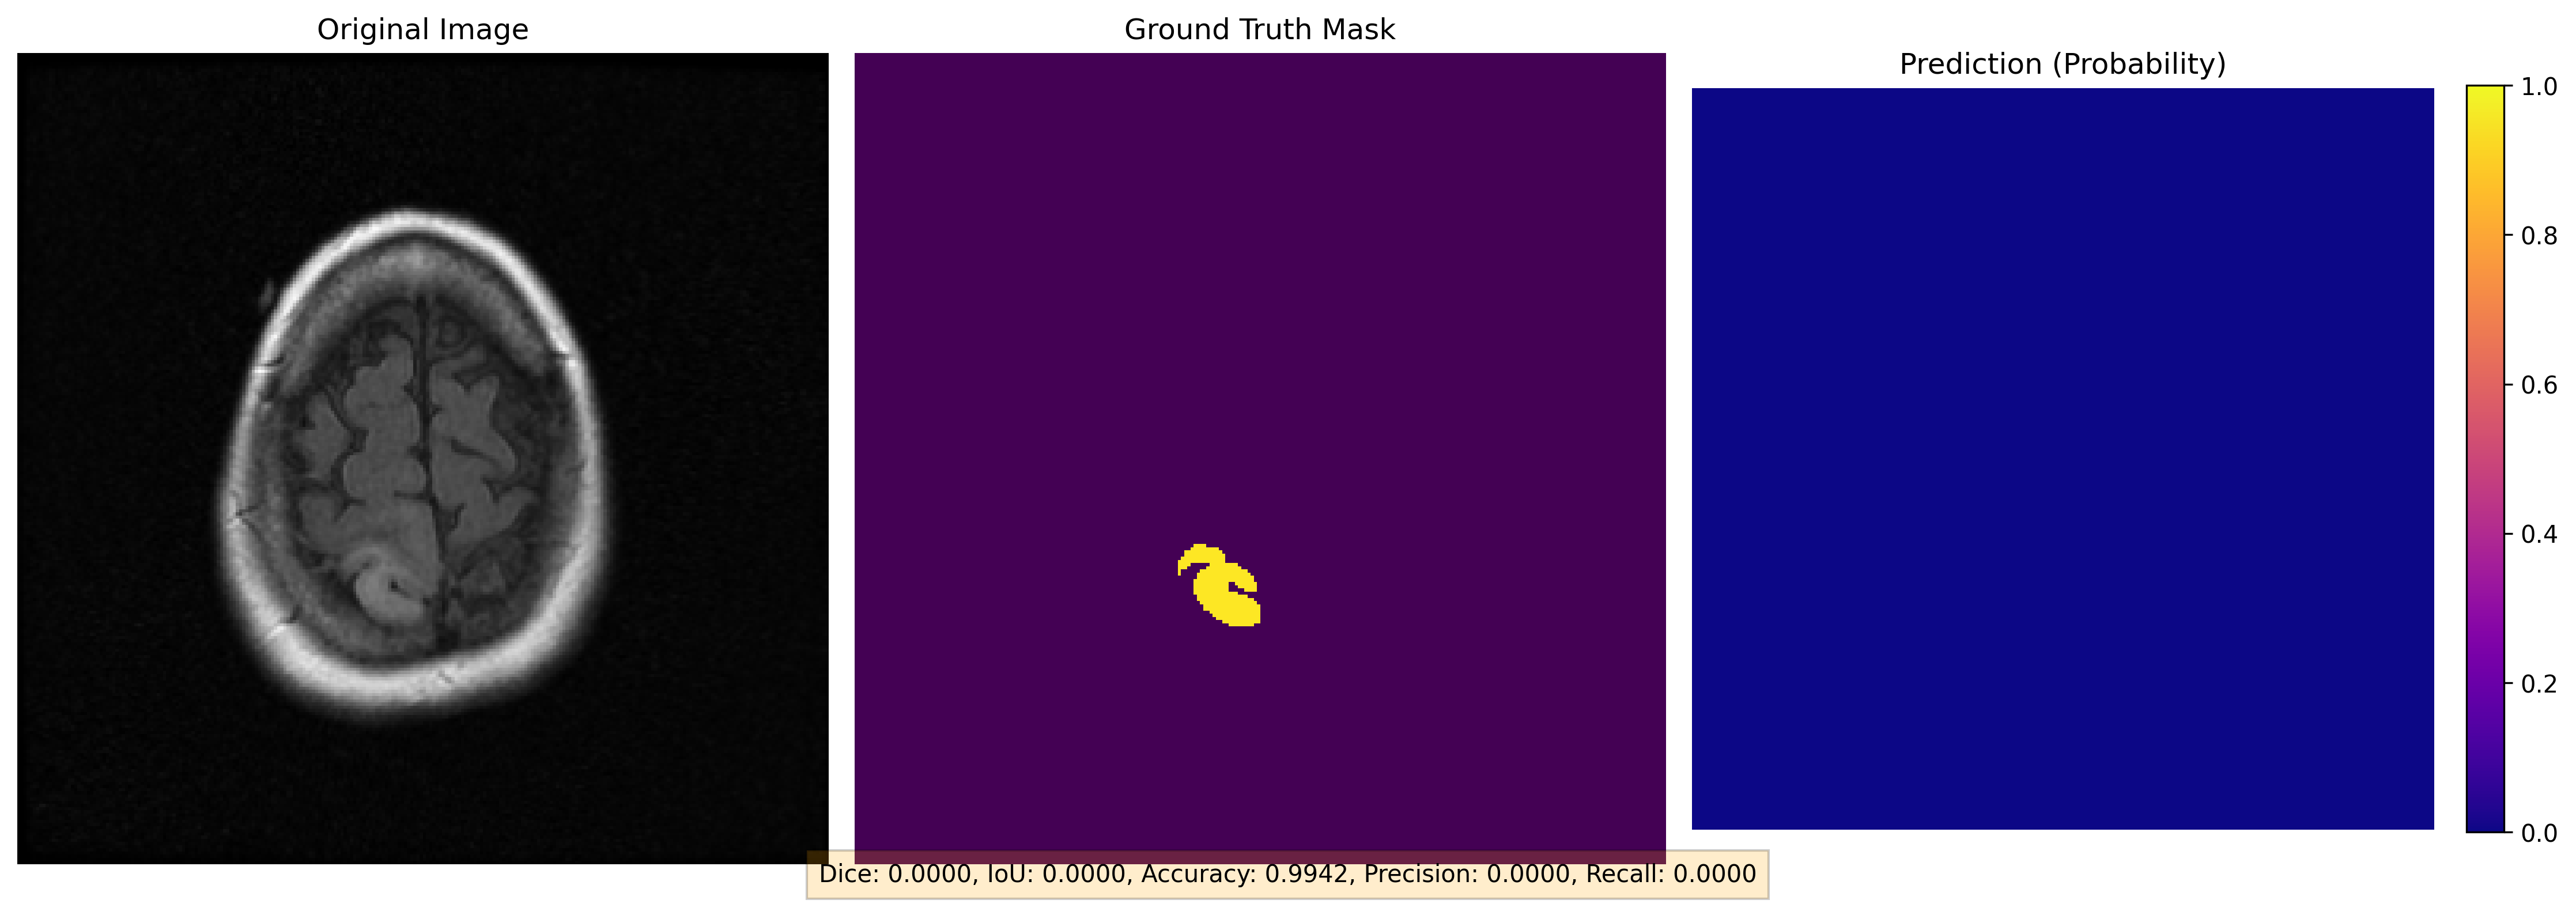 Original Image
Ground Truth Mask
Prediction (Probability)
1.0
0.8
0.6
0.4
0.2
0.0
Dice: 0.0000, IoU: 0.0000, Accuracy: 0.9942, Precision: 0.0000, Recall: 0.0000